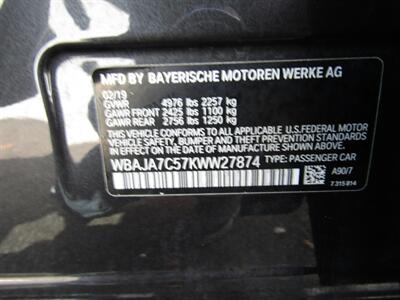 MFD BY BAYERISCHE MOTOREN WERKE AG
02/19
GVWR 4976 lbs 2257 kg
GAWR FRONT 2425 lbs 1100 kg
GAWR REAR 2756 lbs 1250 kg
THIS VEHICLE CONFORMS TO ALL APPLICABLE U.S.FEDERAL MOTOR
VEHICLE SAFETY, BUMPER, AND THEFT PREVENTION STANDARDS
IN EFFECT ON THE DATE OF MANUFACTURE SHOWN ABOVE.
WBAJA7C57KWW27874 TYPE: PASSENGER CAR
A90/7
7 315 814